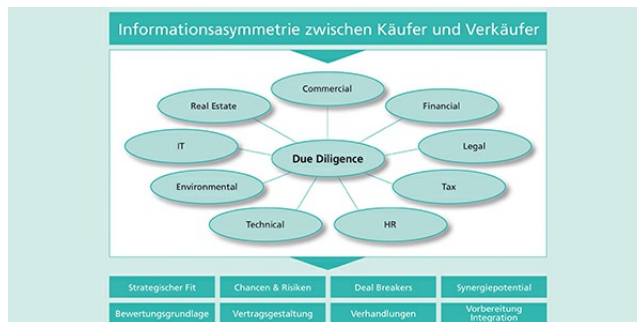 Informationsasymmetrie zwischen Käufer und Verkäufer
Commercial
Real Estate
Financial
IT
Due Diligence
Legal
Environmental
Tax
Technical
HR
Strategischer Fit
Chancen & Risiken
Deal Breakers
Synergiepotential
Bewertungsgrundlage
Vertragsgestaltung
Verhandlungen
Vorbereitung
Integration